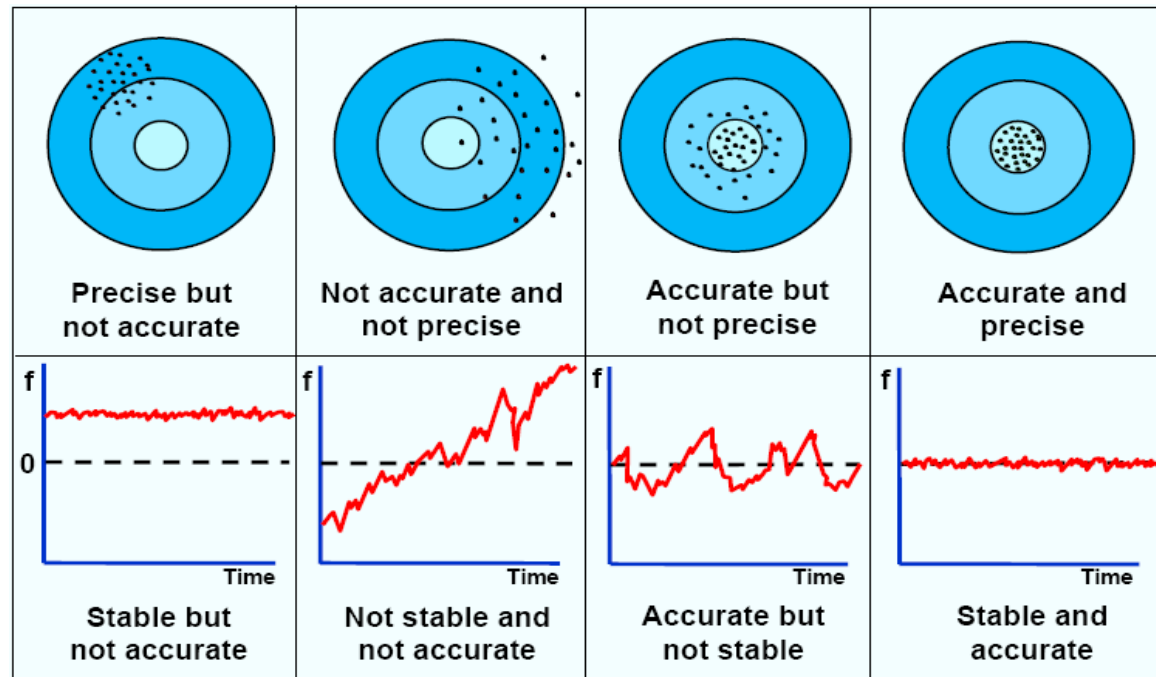 Precise but
not accurate
Not accurate and
not precise
Accurate but
not precise
Accurate and
precise
f
0
Time
f
Time
f
Time
f
Time
Stable but
not accurate
Not stable and
not accurate
Accurate but
not stable
Stable and
accurate